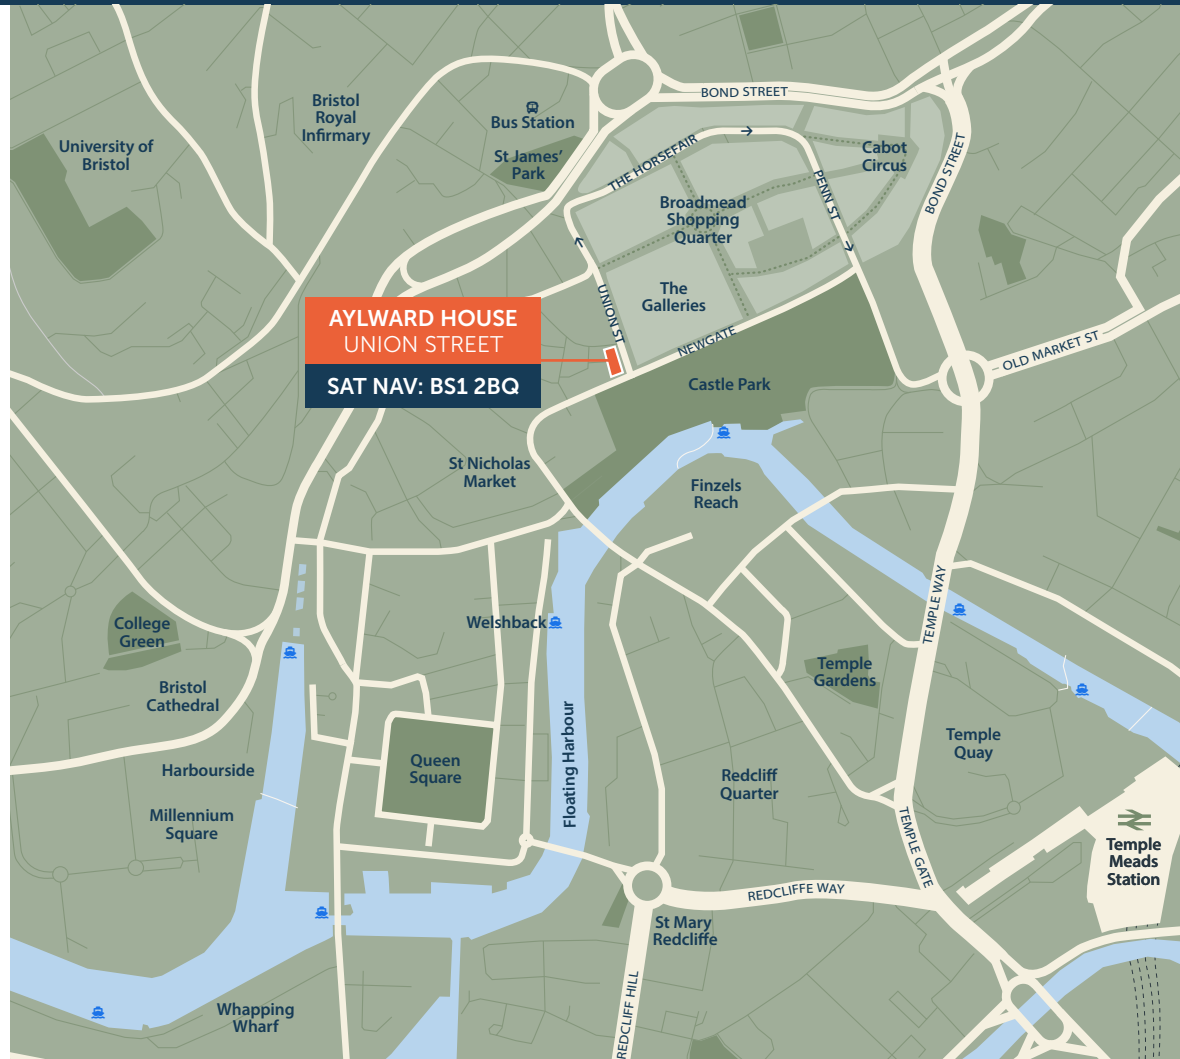 BOND STREET
Bristol
Royal
Infirmary
Bus Station
University of
Bristol
St James'
Park
THE HORSEFAIR
Cabot
Circus
PENN ST
BOND STREET
Broadmead
Shopping
Quarter
The
Galleries
UNION ST
AYLWARD HOUSE
UNION STREET
SAT NAV: BS1 2BQ
NEWGATE
OLD MARKET ST
Castle Park
St Nicholas
Market
Finzels
Reach
College
Green
Welshback
TEMPLE WAY
Temple
Gardens
Bristol
Cathedral
Harbourside
Queen
Square
Floating Harbour
Temple
Quay
Redcliff
Quarter
Millennium
Square
TEMPLE GATE
Temple
Meads
Station
REDCLIFFE WAY
St Mary
Redcliffe
REDCLIFF HILL
Whapping
Wharf